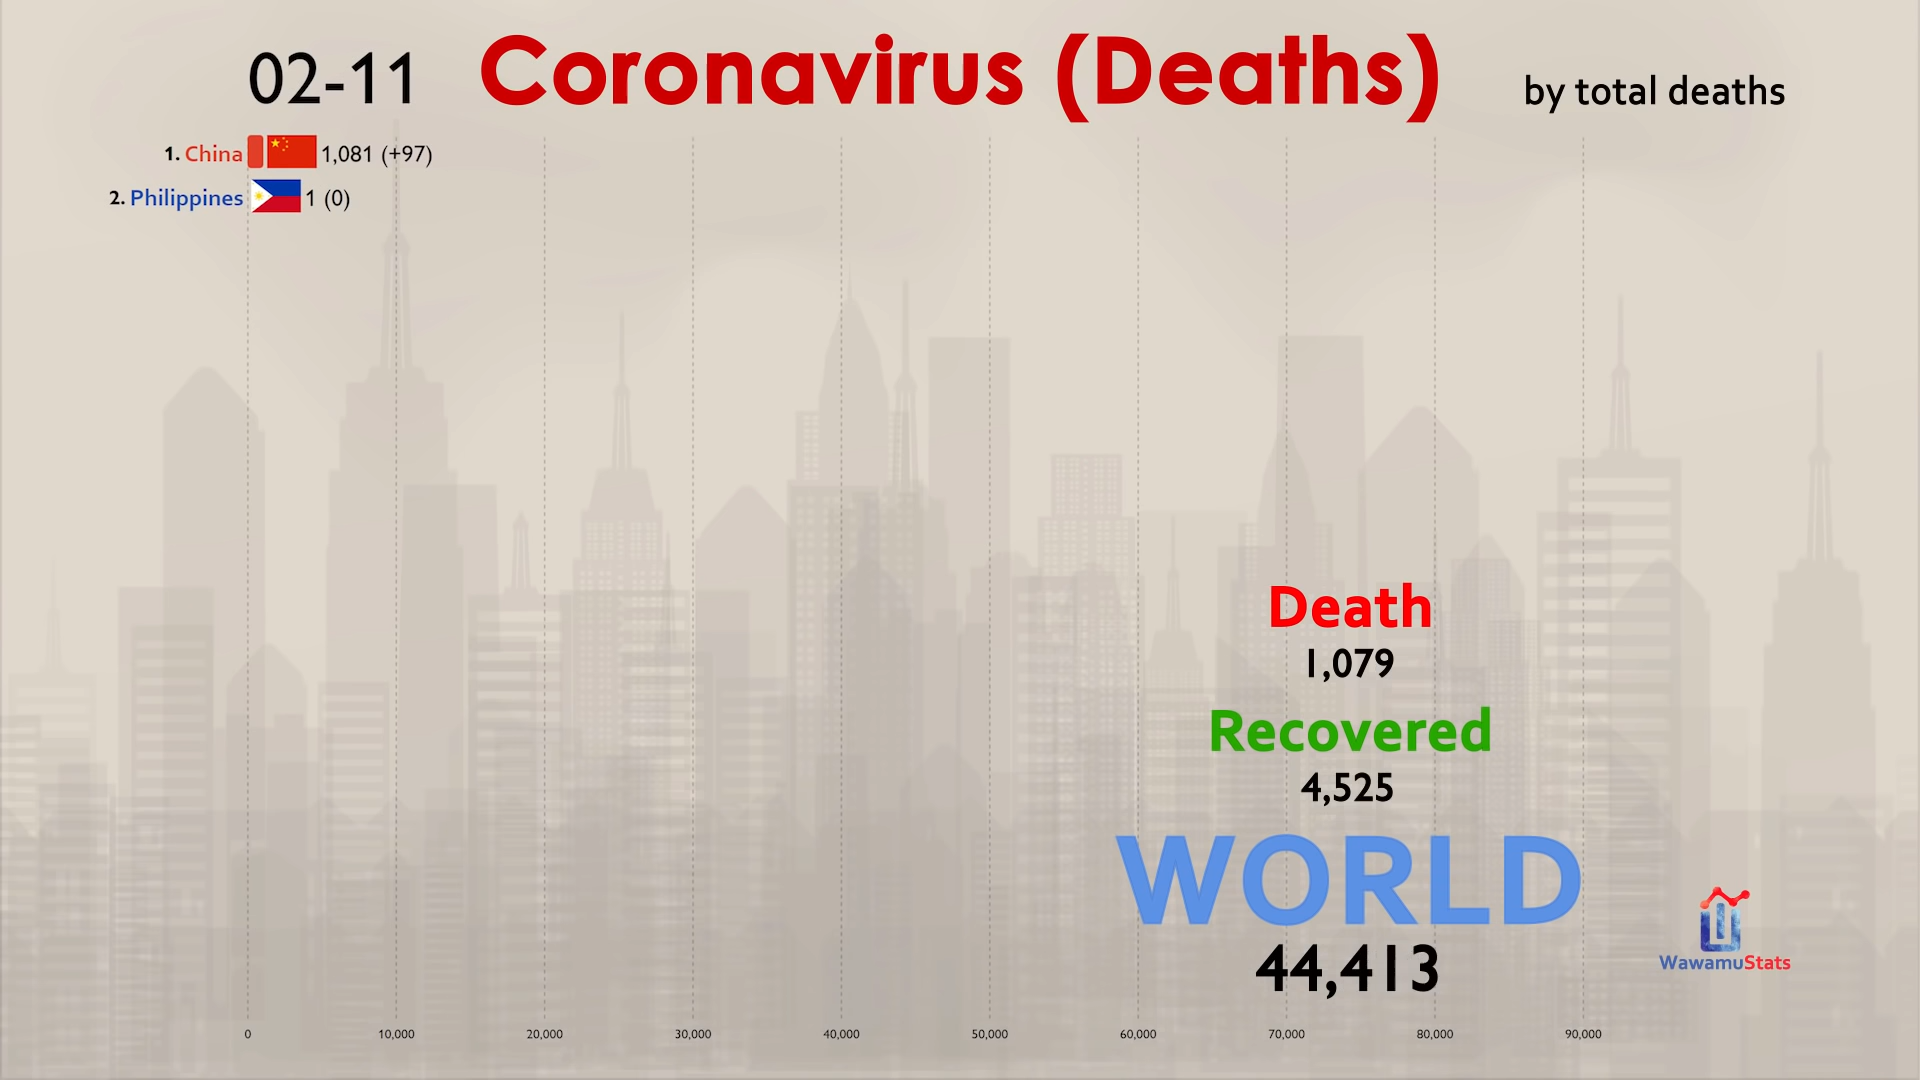 02-11 Coronavirus (Deaths) by total deaths
1. China 1,081 (+97)
2. Philippines 1 (0)
Death
1,079
Recovered
4,525
WORLD
44,413
WawamuStats
0 10,000 20,000 30,000 40,000 50,000 60,000 70,000 80,000 90,000